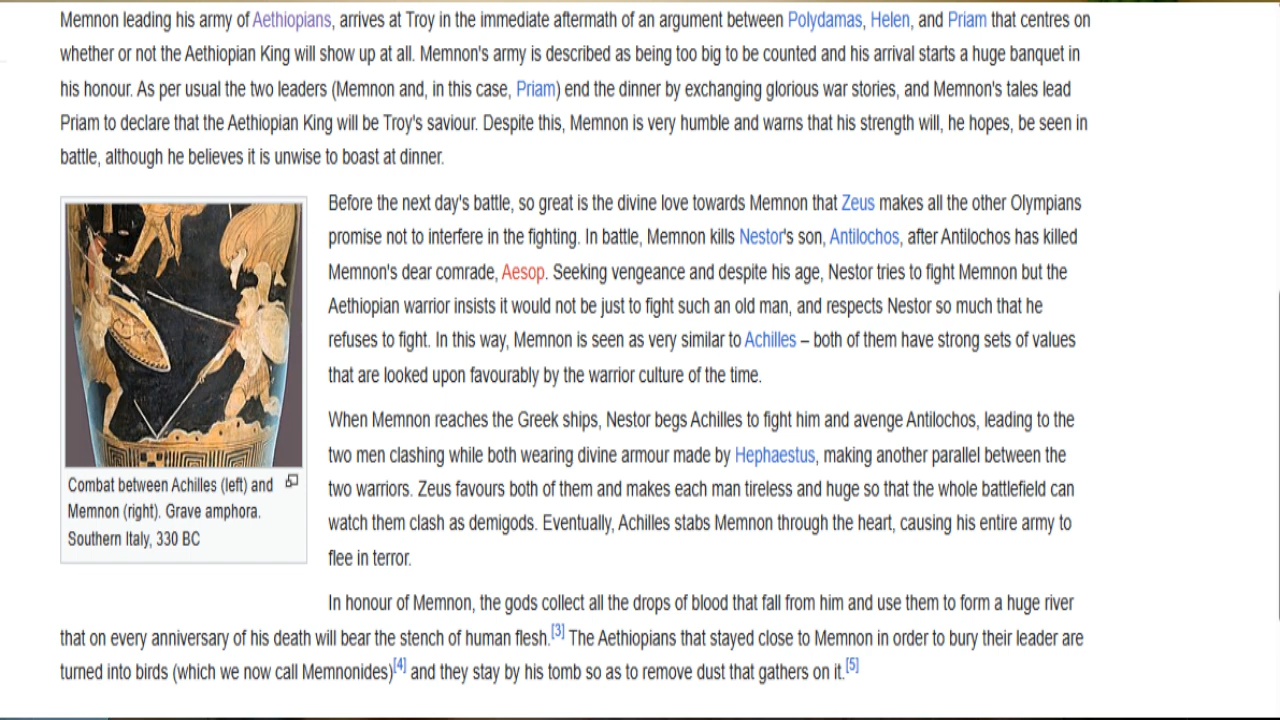 Memnon leading his army of Aethiopians, arrives at Troy in the immediate aftermath of an argument between Polydamas, Helen, and Priam that centres on
whether or not the Aethiopian King will show up at all. Memnon's army is described as being too big to be counted and his arrival starts a huge banquet in
his honour. As per usual the two leaders (Memnon and, in this case, Priam) end the dinner by exchanging glorious war stories, and Memnon's tales lead
Priam to declare that the Aethiopian King will be Troy's saviour. Despite this, Memnon is very humble and warns that his strength will, he hopes, be seen in
battle, although he believes it is unwise to boast at dinner.
Before the next day's battle, so great is the divine love towards Memnon that Zeus makes all the other Olympians
promise not to interfere in the fighting. In battle, Memnon kills Nestor's son, Antilochos, after Antilochos has killed
Memnon's dear comrade, Aesop. Seeking vengeance and despite his age, Nestor tries to fight Memnon but the
Aethiopian warrior insists it would not be just to fight such an old man, and respects Nestor so much that he
refuses to fight. In this way, Memnon is seen as very similar to Achilles – both of them have strong sets of values
that are looked upon favourably by the warrior culture of the time.
When Memnon reaches the Greek ships, Nestor begs Achilles to fight him and avenge Antilochos, leading to the
two men clashing while both wearing divine armour made by Hephaestus, making another parallel between the
two warriors. Zeus favours both of them and makes each man tireless and huge so that the whole battlefield can
watch them clash as demigods. Eventually, Achilles stabs Memnon through the heart, causing his entire army to
flee in terror.
Combat between Achilles (left) and
Memnon (right). Grave amphora.
Southern Italy, 330 BC
In honour of Memnon, the gods collect all the drops of blood that fall from him and use them to form a huge river
that on every anniversary of his death will bear the stench of human flesh.[3] The Aethiopians that stayed close to Memnon in order to bury their leader are
turned into birds (which we now call Memnonides)[4] and they stay by his tomb so as to remove dust that gathers on it.[5]